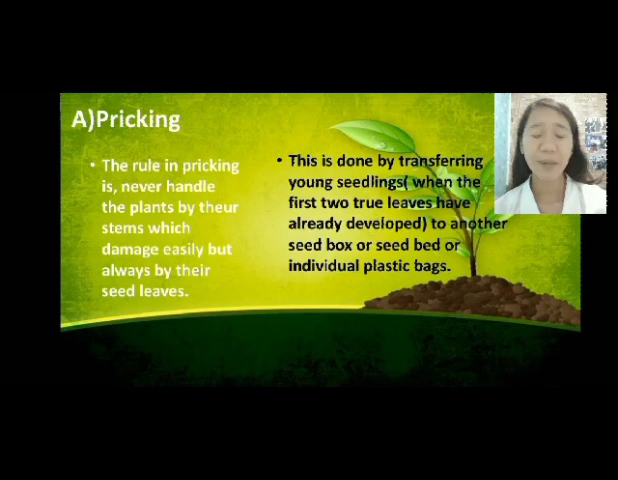 A)Pricking
• The rule in pricking
is, never handle
the plants by theur
stems which
damage easily but
always by their
seed leaves.
• This is done by transferring
young seedlings( when the
first two true leaves have
already developed) to another
seed box or seed bed or
individual plastic bags.